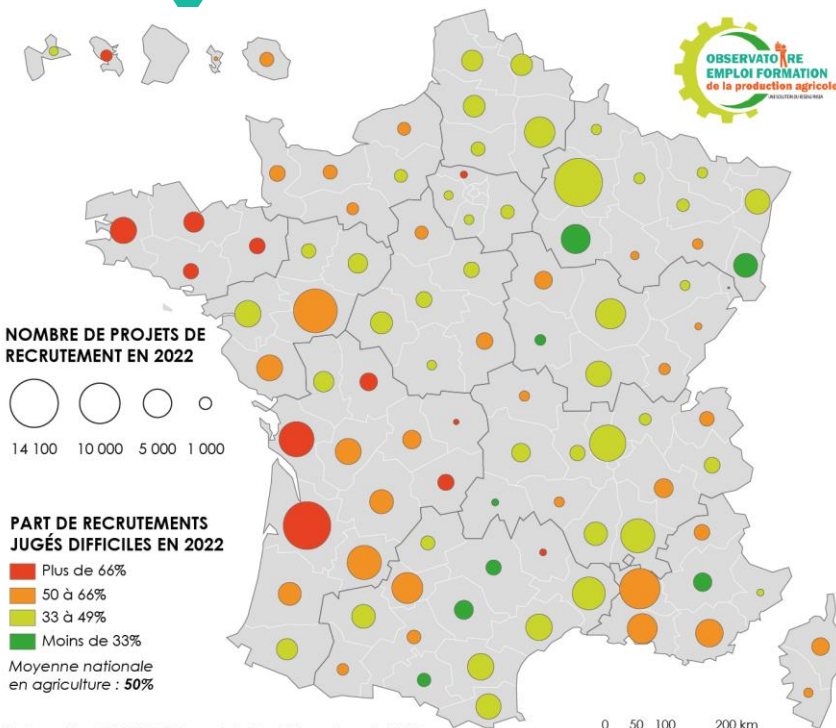 OBSERVATOIRE
EMPLOI FORMATION
de la production agricole
NOMBRE DE PROJETS DE
RECRUTEMENT EN 2022
14 100 10 000 5 000 1 000
PART DE RECRUTEMENTS
JUGÉS DIFFICILES EN 2022
Plus de 66%
50 à 66%
33 à 49%
Moins de 33%
Moyenne nationale
en agriculture : 50%
0 50 100 200 km